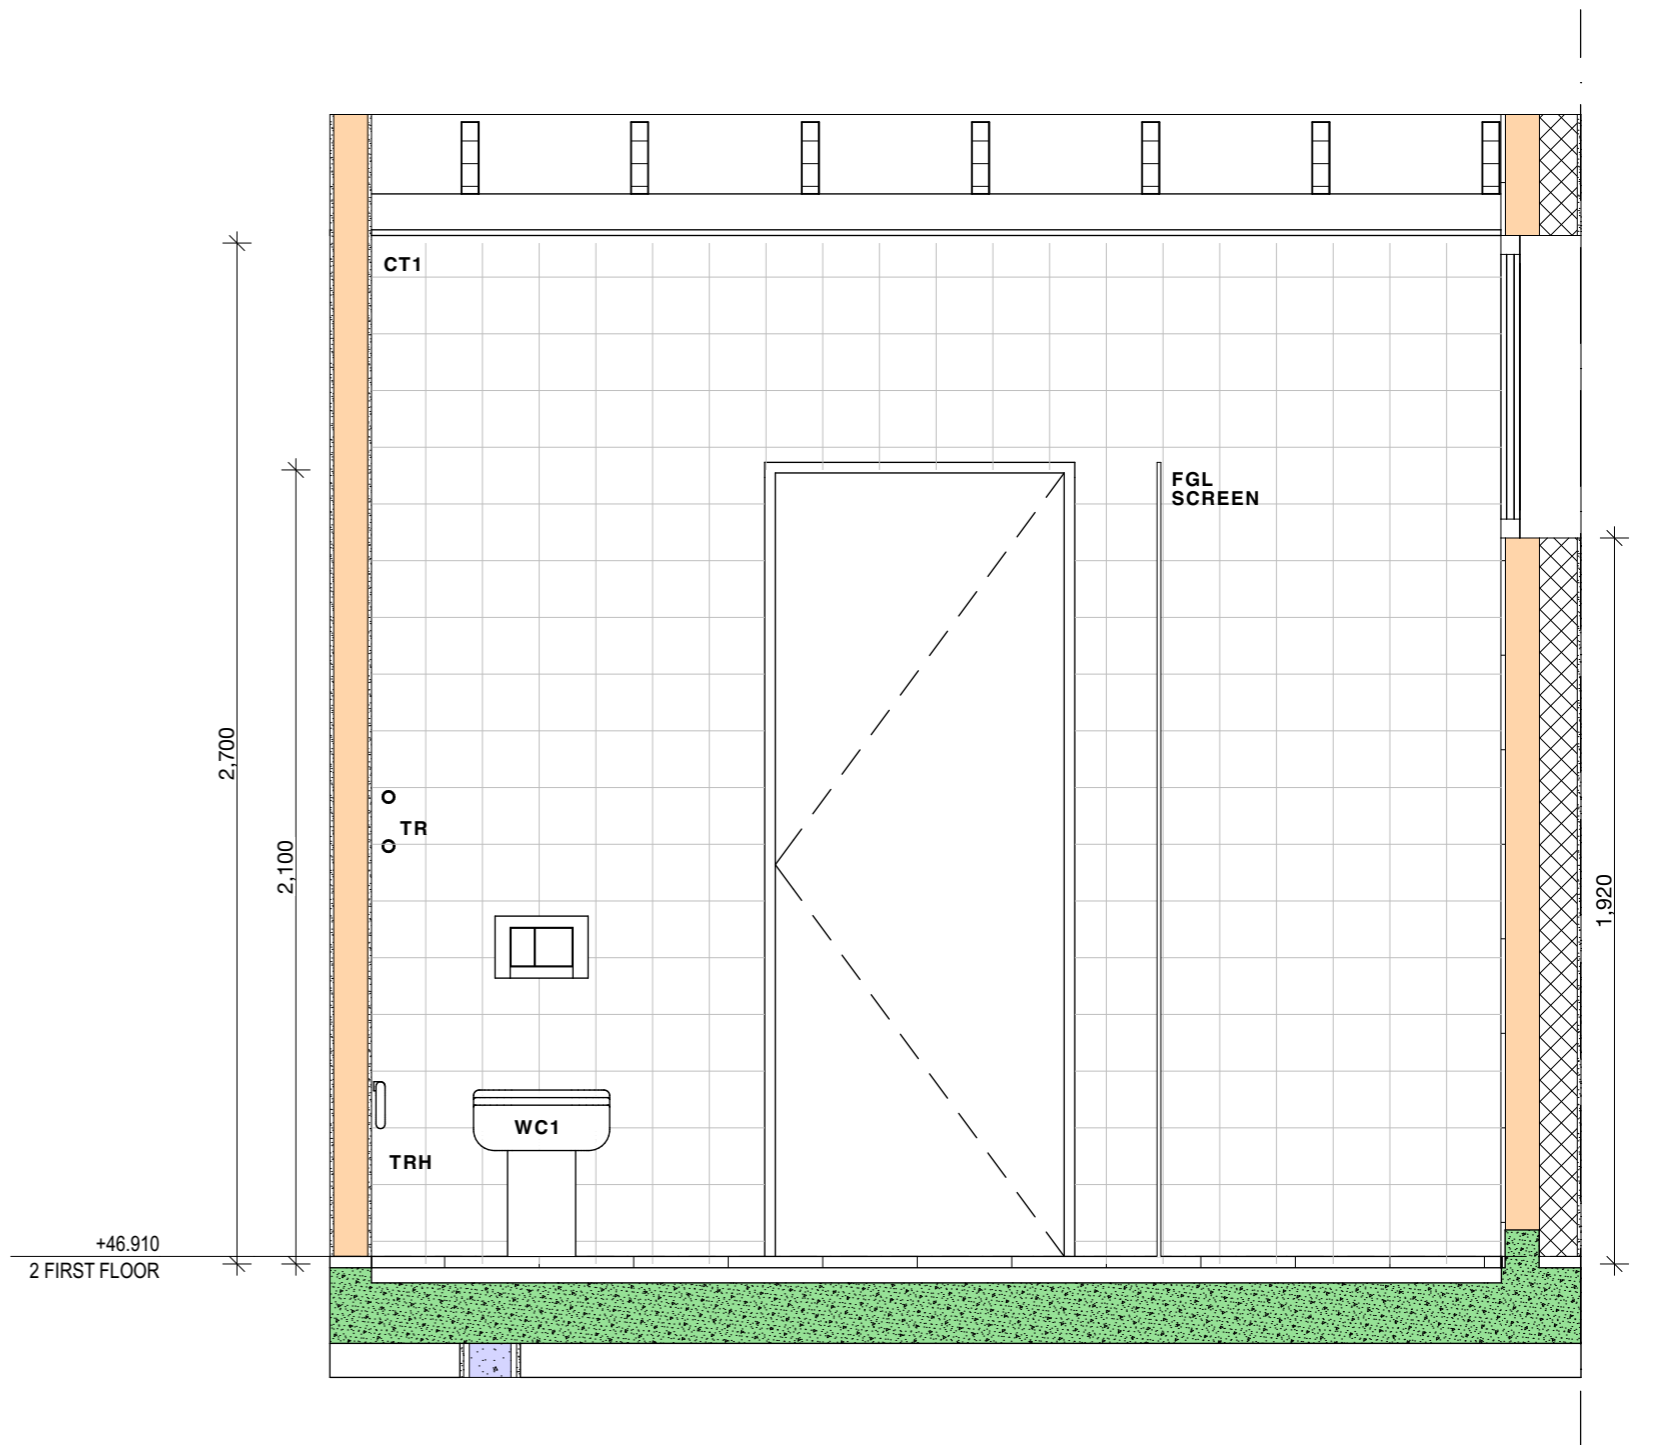 CT1
FGL
SCREEN
2,700
TR
2,100
1,920
WC1
TRH
+46.910
2 FIRST FLOOR